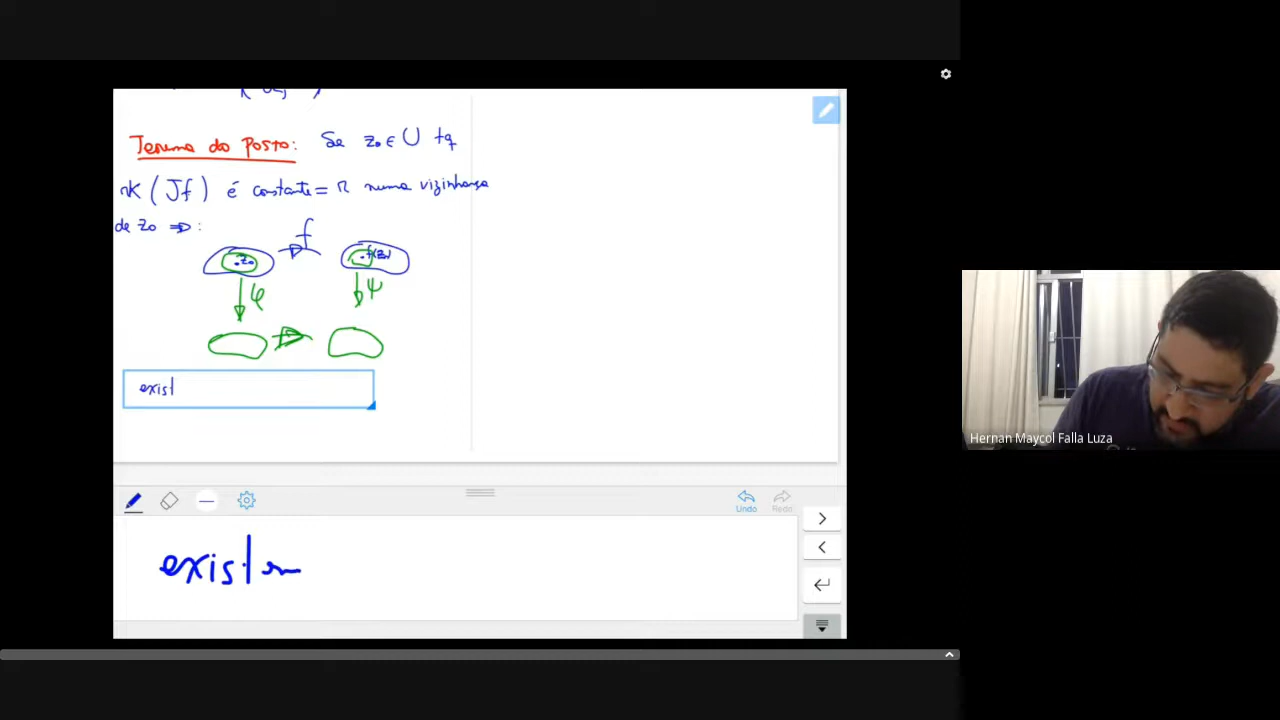 Teorema do Posto: Se z₀ ∈ U tq
rk (Jf) é constante = r numa vizinhança
de z₀ ⇒:
f
z₀
f(z₀)
φ
ψ
exist
Undo
Redo
existem
Hernan Maycol Falla Luza